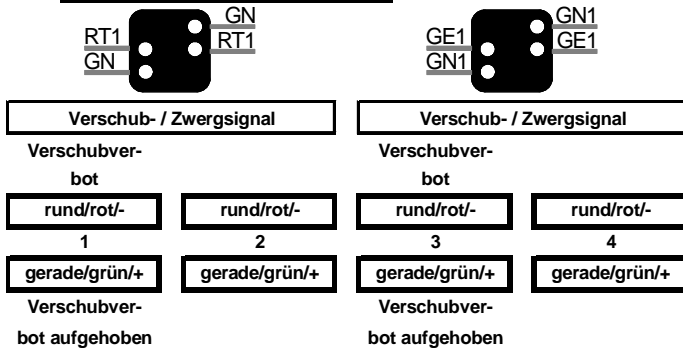 GN GN1
RT1 RT1 GE1 GE1
GN GN1
Verschub- / Zwergsignal Verschub- / Zwergsignal
Verschubver- Verschubver-
bot bot
rund/rot/- rund/rot/- rund/rot/- rund/rot/-
1 2 3 4
gerade/grün/+ gerade/grün/+ gerade/grün/+ gerade/grün/+
Verschubver- Verschubver-
bot aufgehoben bot aufgehoben